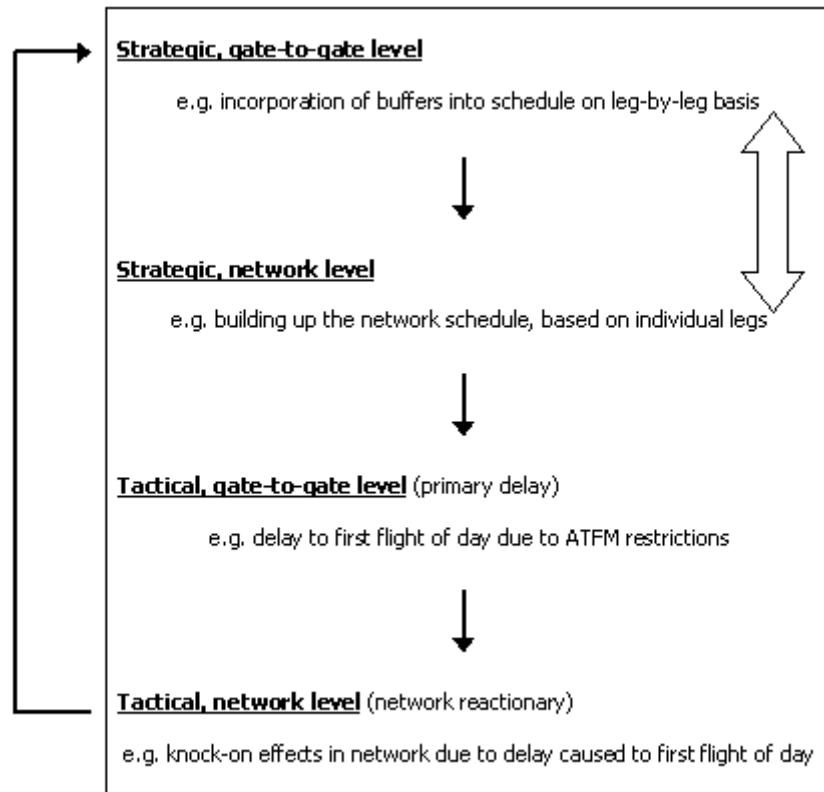 Strategic, gate-to-gate level
e.g. incorporation of buffers into schedule on leg-by-leg basis
Strategic, network level
e.g. building up the network schedule, based on individual legs
Tactical, gate-to-gate level (primary delay)
e.g. delay to first flight of day due to ATFM restrictions
Tactical, network level (network reactionary)
e.g. knock-on effects in network due to delay caused to first flight of day